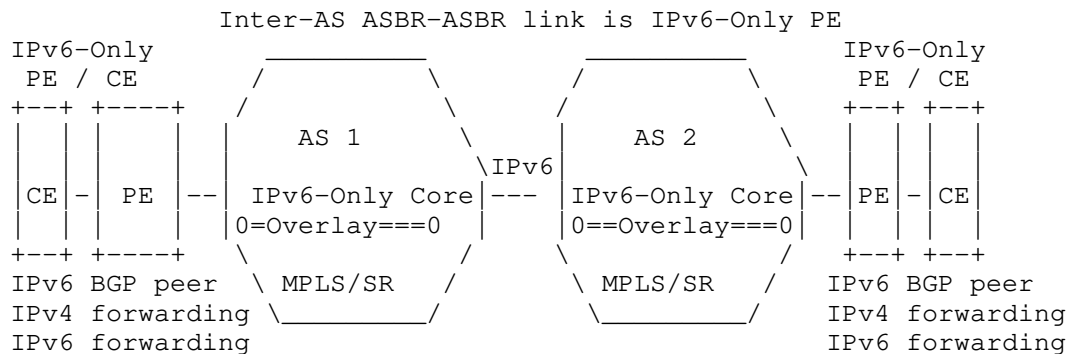 Inter-AS ASBR-ASBR link is IPv6-Only PE
IPv6-Only IPv6-Only
PE / CE PE / CE
AS 1 AS 2
IPv6
CE PE IPv6-Only Core IPv6-Only Core PE CE
0=Overlay===0 0==Overlay===0
IPv6 BGP peer MPLS/SR MPLS/SR IPv6 BGP peer
IPv4 forwarding IPv4 forwarding
IPv6 forwarding IPv6 forwarding